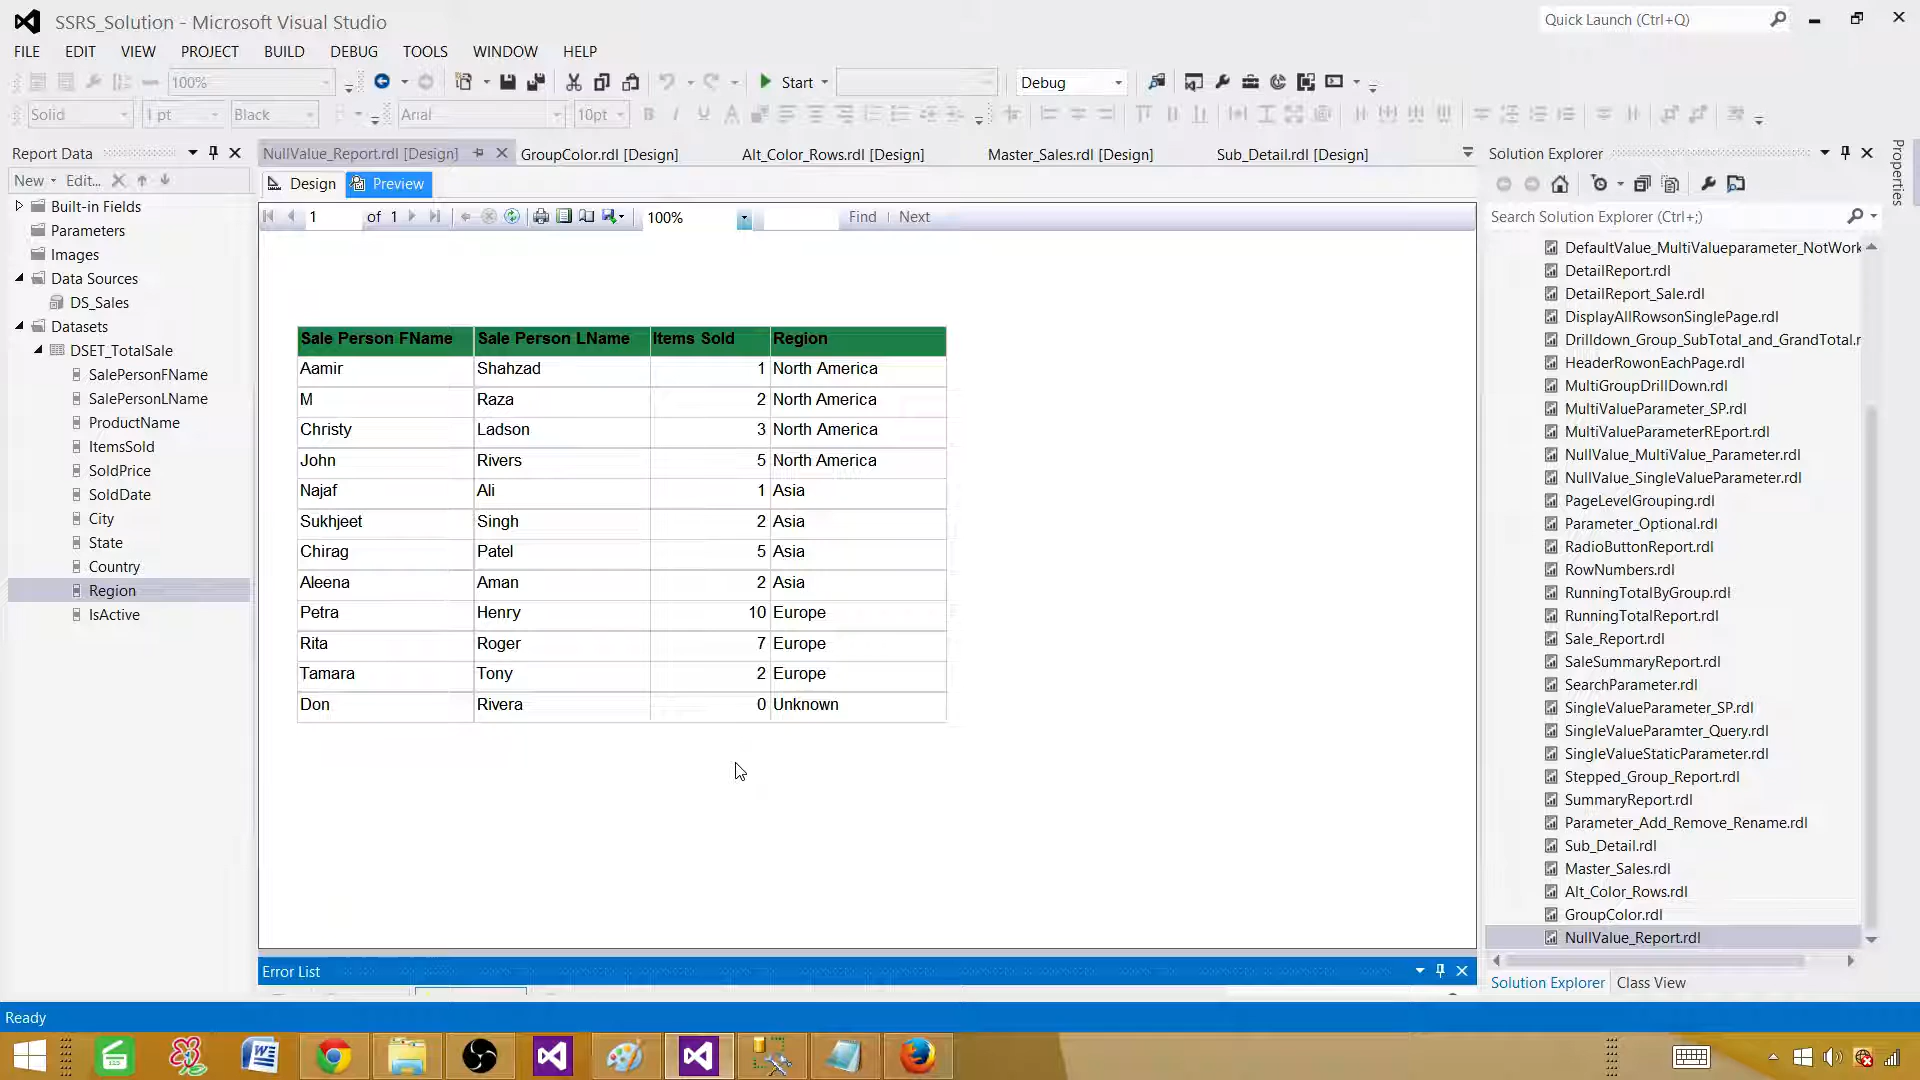 SSRS_Solution - Microsoft Visual Studio
Quick Launch (Ctrl+Q)
FILE EDIT VIEW PROJECT BUILD DEBUG TOOLS WINDOW HELP
100% Start Debug
Solid 1 pt Black Arial 10pt B I U A
Report Data
NullValue_Report.rdl [Design] GroupColor.rdl [Design] Alt_Color_Rows.rdl [Design] Master_Sales.rdl [Design] Sub_Detail.rdl [Design]
Solution Explorer
Properties
New Edit...
Design Preview
1 of 1 100% Find Next
Search Solution Explorer (Ctrl+;)
Built-in Fields
Parameters
Images
Data Sources
DS_Sales
Datasets
DSET_TotalSale
SalePersonFName
SalePersonLName
ProductName
ItemsSold
SoldPrice
SoldDate
City
State
Country
Region
IsActive
Sale Person FName Sale Person LName Items Sold Region
Aamir Shahzad 1 North America
M Raza 2 North America
Christy Ladson 3 North America
John Rivers 5 North America
Najaf Ali 1 Asia
Sukhjeet Singh 2 Asia
Chirag Patel 5 Asia
Aleena Aman 2 Asia
Petra Henry 10 Europe
Rita Roger 7 Europe
Tamara Tony 2 Europe
Don Rivera 0 Unknown
DefaultValue_MultiValueparameter_NotWork
DetailReport.rdl
DetailReport_Sale.rdl
DisplayAllRowsonSinglePage.rdl
Drilldown_Group_SubTotal_and_GrandTotal.r
HeaderRowonEachPage.rdl
MultiGroupDrillDown.rdl
MultiValueParameter_SP.rdl
MultiValueParameterREport.rdl
NullValue_MultiValue_Parameter.rdl
NullValue_SingleValueParameter.rdl
PageLevelGrouping.rdl
Parameter_Optional.rdl
RadioButtonReport.rdl
RowNumbers.rdl
RunningTotalByGroup.rdl
RunningTotalReport.rdl
Sale_Report.rdl
SaleSummaryReport.rdl
SearchParameter.rdl
SingleValueParameter_SP.rdl
SingleValueParamter_Query.rdl
SingleValueStaticParameter.rdl
Stepped_Group_Report.rdl
SummaryReport.rdl
Parameter_Add_Remove_Rename.rdl
Sub_Detail.rdl
Master_Sales.rdl
Alt_Color_Rows.rdl
GroupColor.rdl
NullValue_Report.rdl
Error List
Solution Explorer Class View
Ready